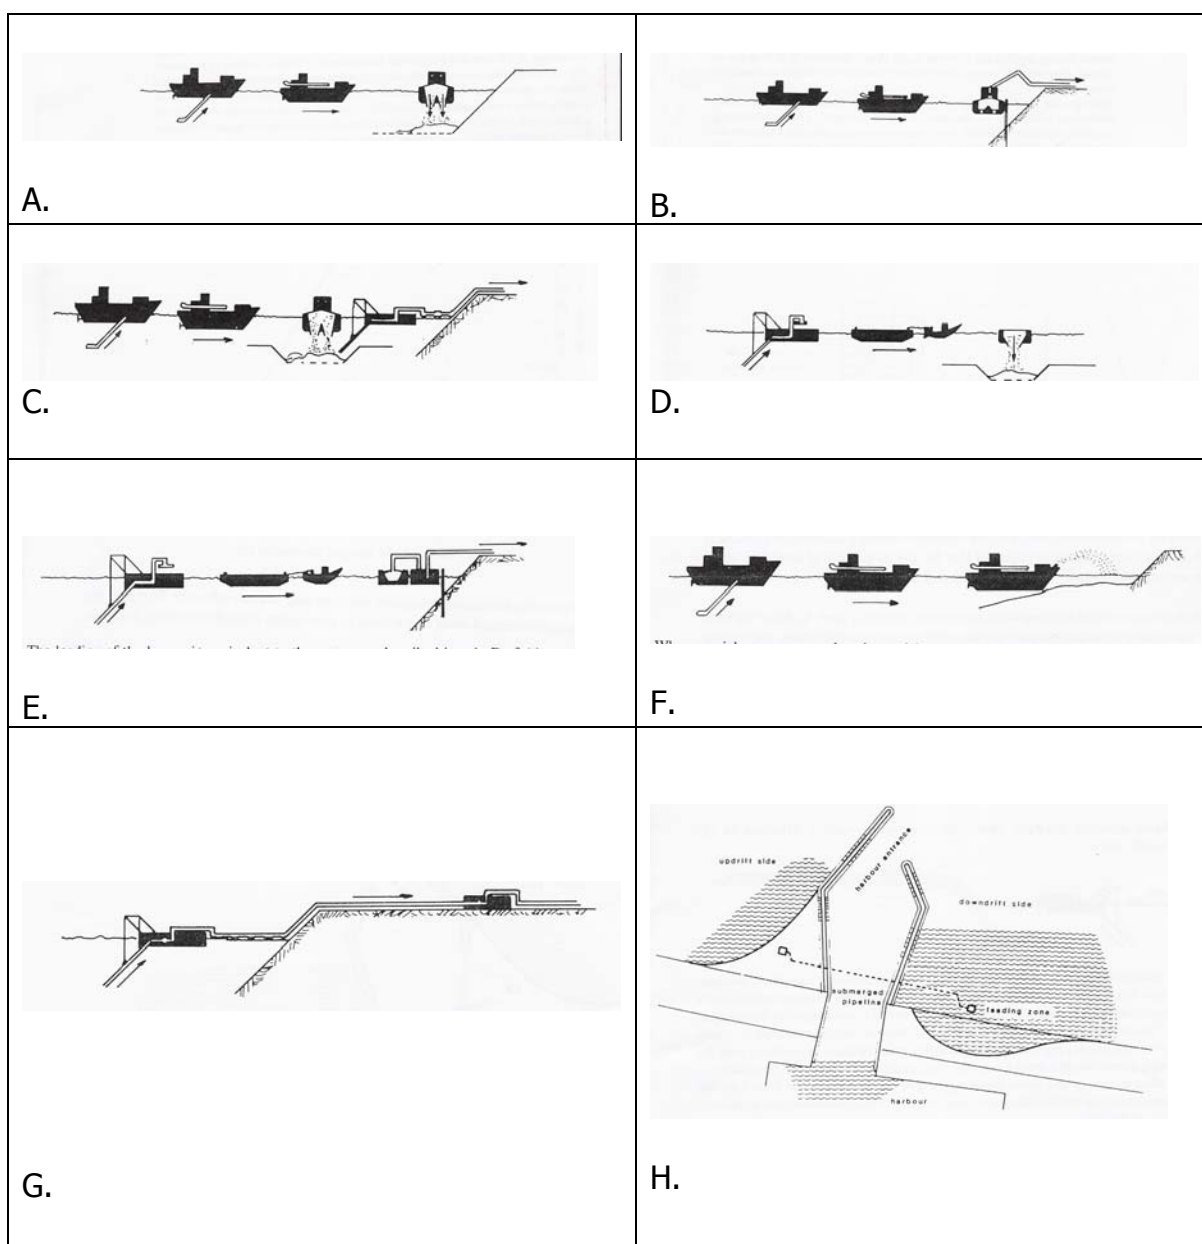 A.
B.
C.
D.
E.
F.
updrift side
harbour entrance
downdrift side
submerged
pipeline
feeding zone
harbour
G.
H.